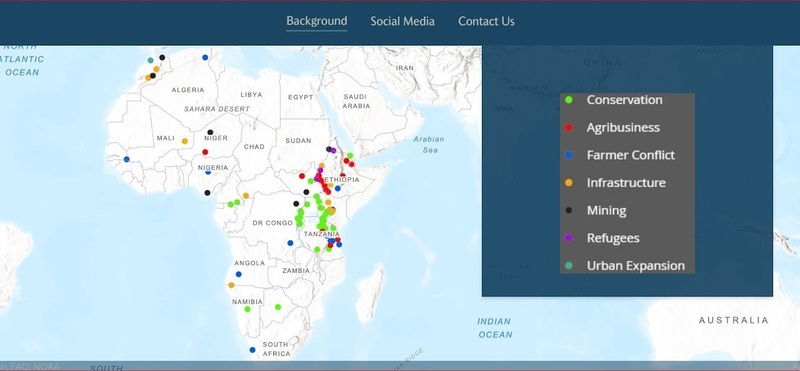 Background Social Media Contact Us
NORTH
ATLANTIC
OCEAN
ALGERIA
LIBYA
EGYPT
SAHARA DESERT
SAUDI
ARABIA
IRAN
MALI
NIGER
CHAD
SUDAN
Arabian
Sea
NIGERIA
ETHIOPIA
DR CONGO
TANZANIA
ANGOLA
ZAMBIA
NAMIBIA
SOUTH
AFRICA
INDIAN
OCEAN
AUSTRALIA
SOUTH
FAO, NOAA
RIDGE
CHINA
INDIA
Conservation
Agribusiness
Farmer Conflict
Infrastructure
Mining
Refugees
Urban Expansion